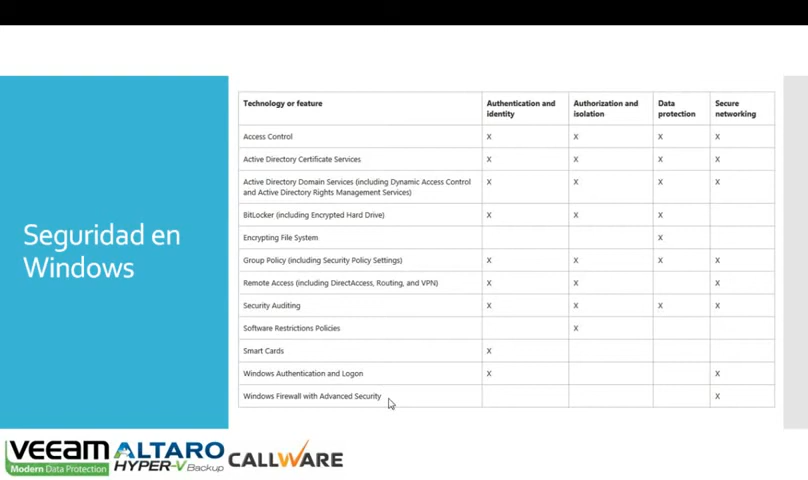 Seguridad en
Windows
Technology or feature Authentication and identity Authorization and isolation Data protection Secure networking
Access Control X X X X
Active Directory Certificate Services X X X X
Active Directory Domain Services (including Dynamic Access Control
and Active Directory Rights Management Services) X X X X
BitLocker (including Encrypted Hard Drive) X X X
Encrypting File System X
Group Policy (including Security Policy Settings) X X X X
Remote Access (including DirectAccess, Routing, and VPN) X X X
Security Auditing X X X X
Software Restrictions Policies X
Smart Cards X
Windows Authentication and Logon X X
Windows Firewall with Advanced Security X
veeam
Modern Data Protection
ALTARO
HYPER-V Backup
CALLWARE